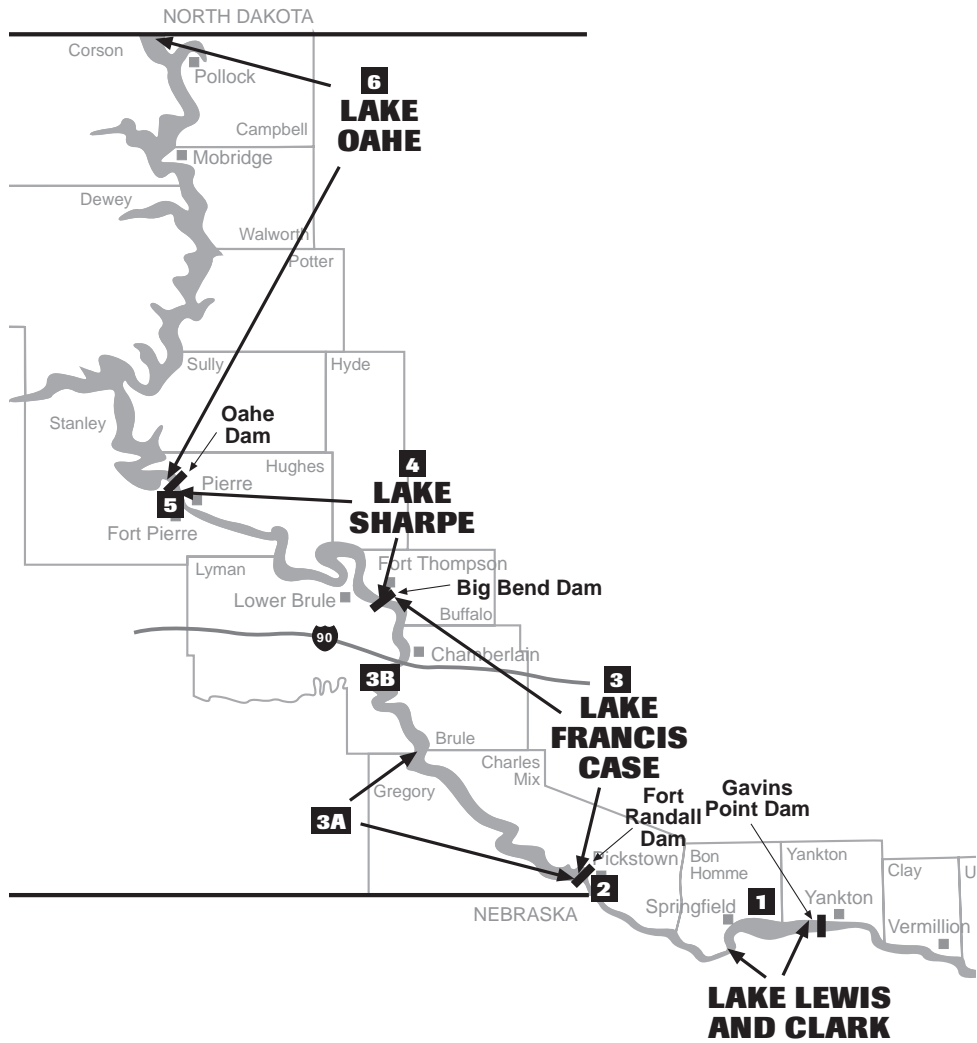 NORTH DAKOTA
Corson
Pollock
6
LAKE
OAHE
Campbell
Mobridge
Dewey
Walworth
Potter
Sully
Hyde
Stanley
Oahe
Dam
Hughes
4
LAKE
SHARPE
Pierre
5
Fort Pierre
Lyman
Fort Thompson
Big Bend Dam
Lower Brule
Buffalo
90
Chamberlain
3B
3
LAKE
FRANCIS
CASE
Brule
Charles
Mix
Gregory
3A
Fort
Randall
Dam
Gavins
Point Dam
Pickstown
Bon
Homme
Yankton
Clay
U
2
1
NEBRASKA
Springfield
Yankton
Vermillion
LAKE LEWIS
AND CLARK